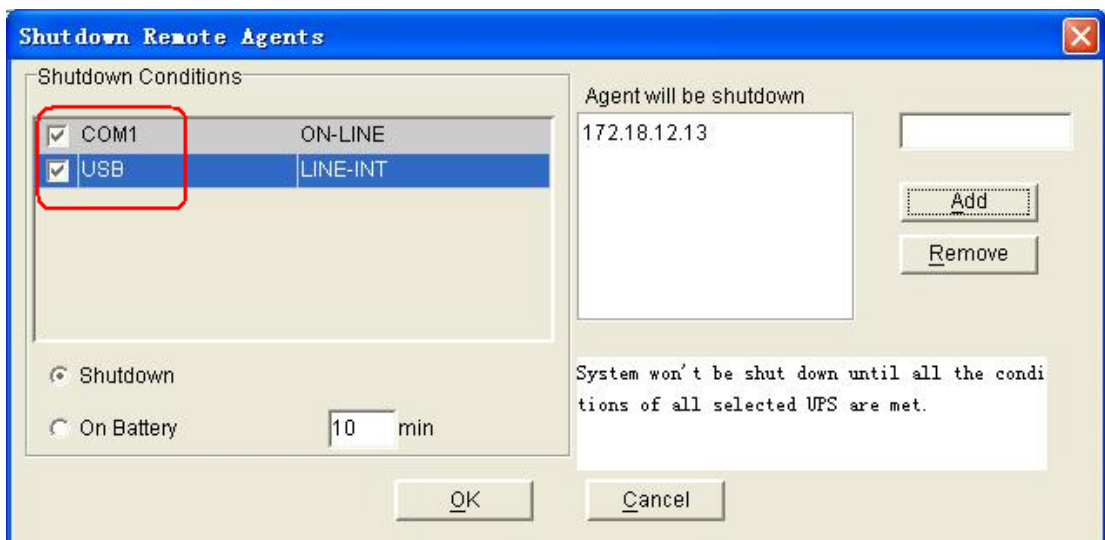 Shutdown Remote Agents
Shutdown Conditions
COM1 ON-LINE
USB LINE-INT
Shutdown
On Battery 10 min
Agent will be shutdown
172.18.12.13
Add
Remove
System won't be shut down until all the condi
tions of all selected UPS are met.
OK Cancel